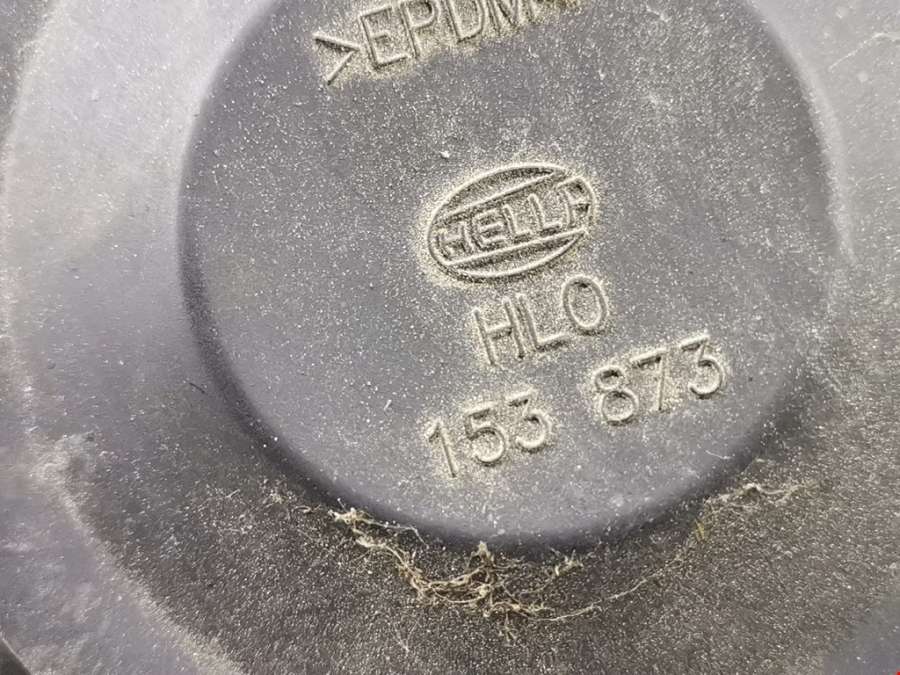 >EPDM<
HELLA
HLO
153 873